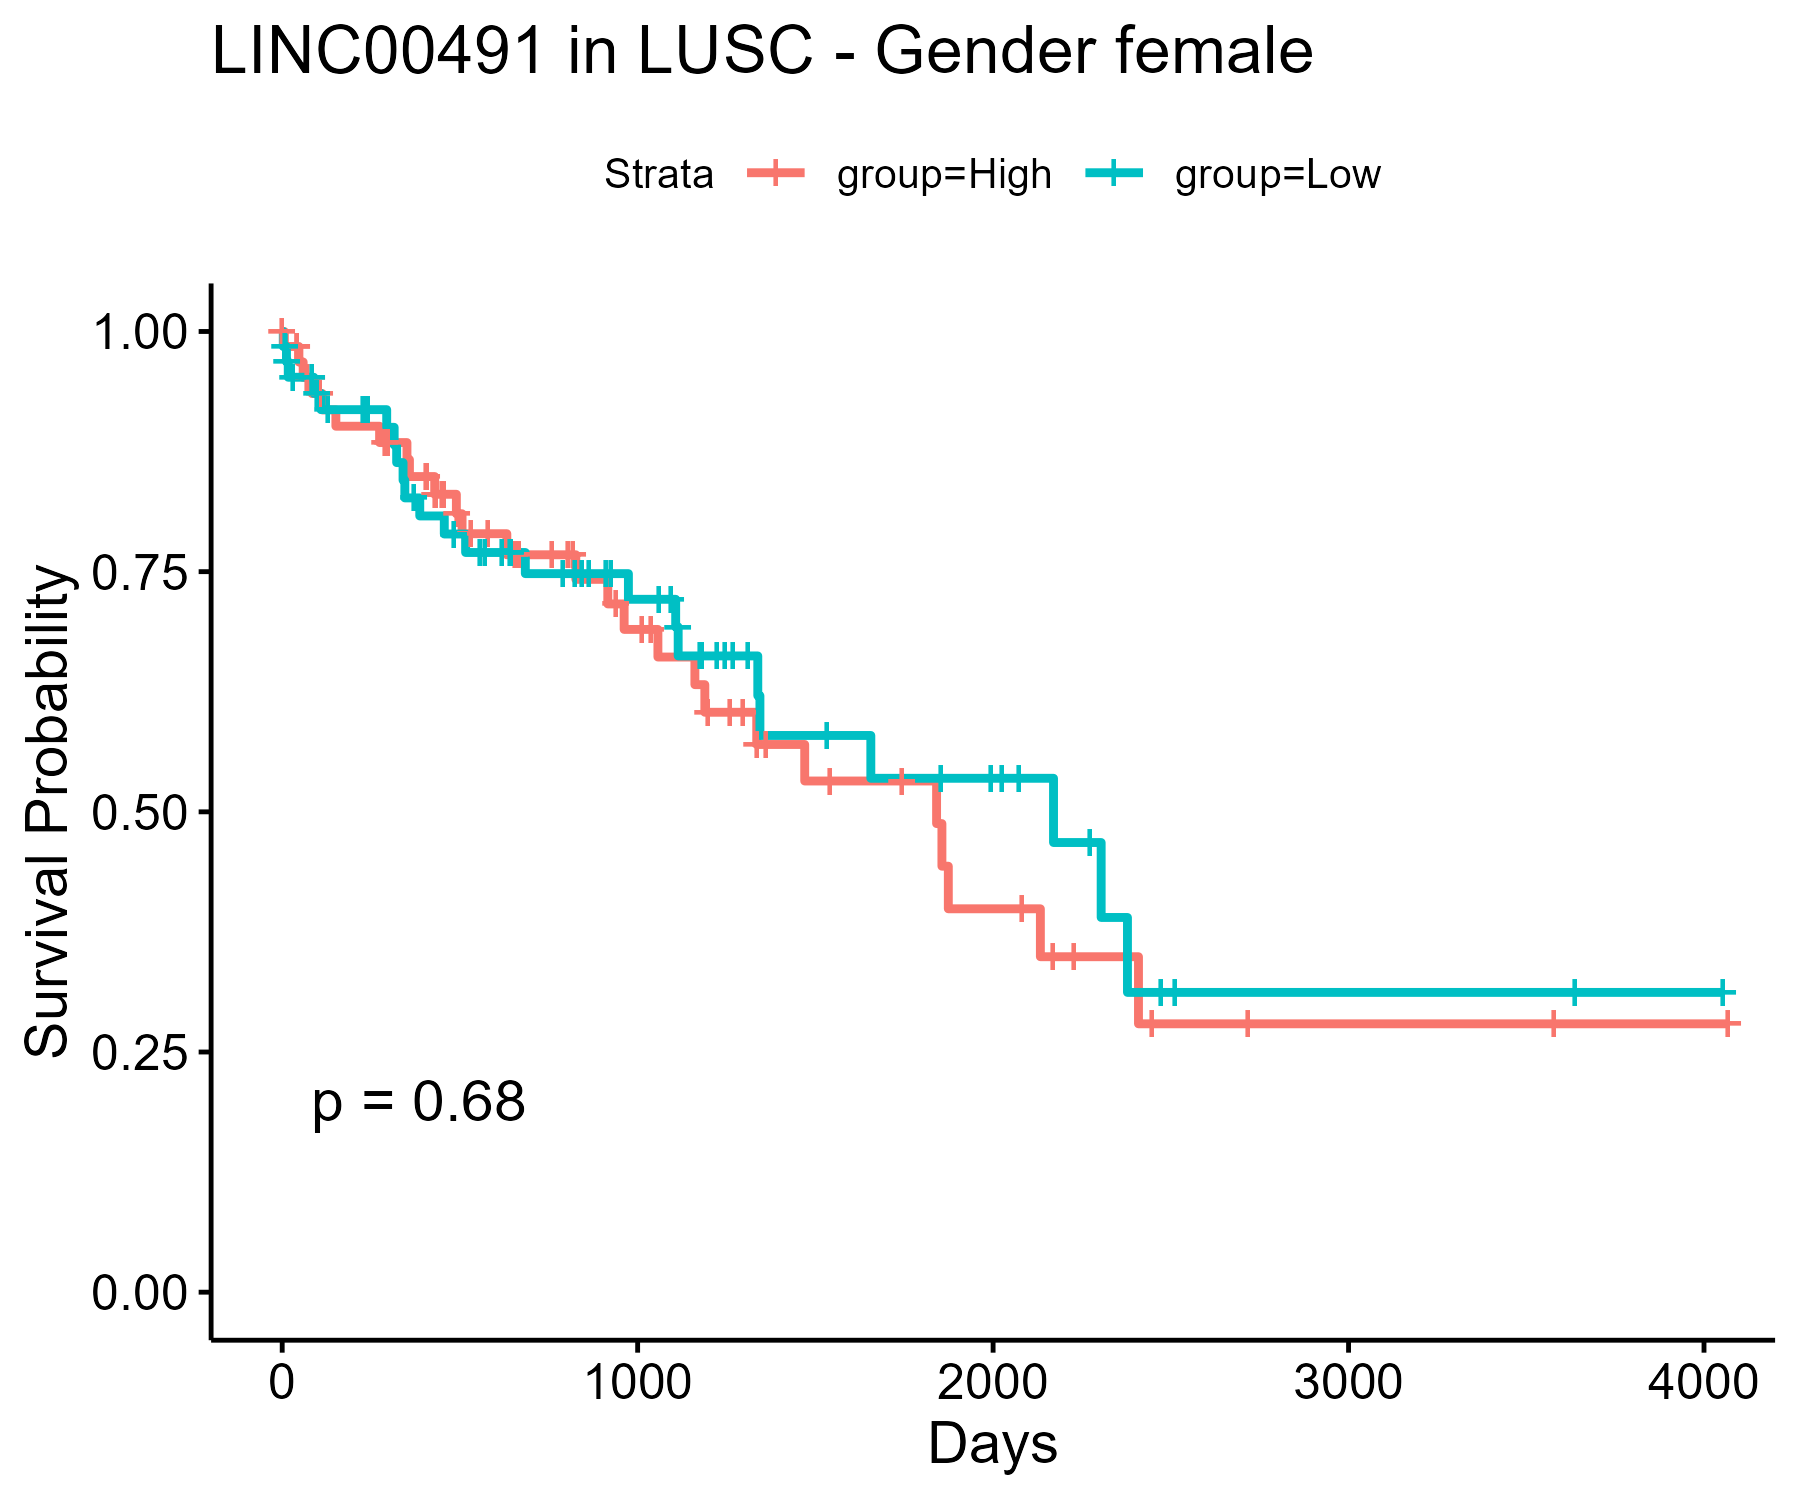 LINC00491 in LUSC - Gender female
Strata group=High group=Low
Survival Probability
1.00
0.75
0.50
0.25
0.00
p = 0.68
0 1000 2000 3000 4000
Days